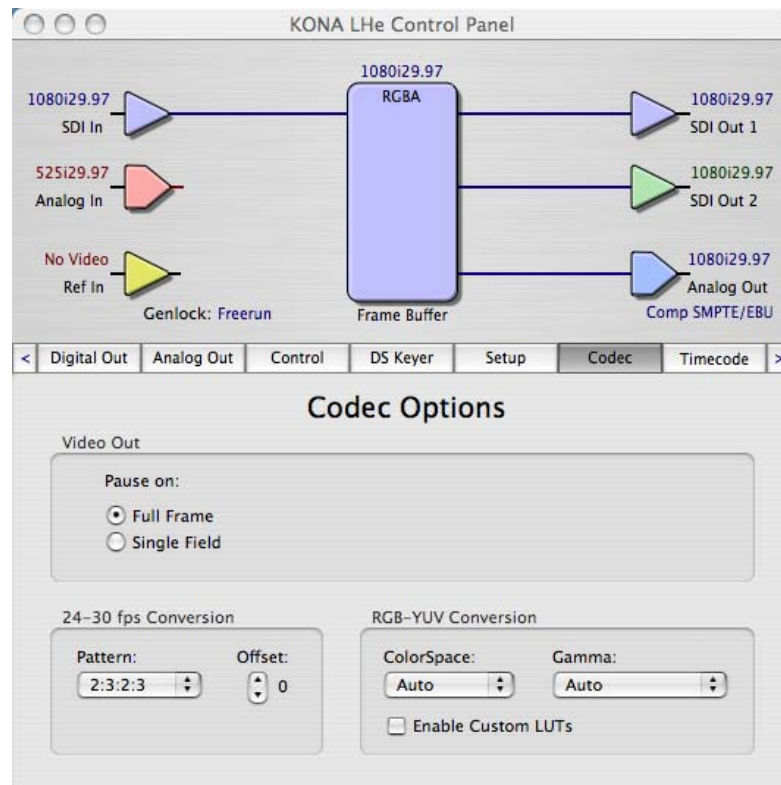 KONA LHe Control Panel
1080i29.97
RGBA
1080i29.97
SDI In
1080i29.97
SDI Out 1
525i29.97
Analog In
1080i29.97
SDI Out 2
No Video
Ref In
1080i29.97
Analog Out
Genlock: Freerun
Frame Buffer
Comp SMPTE/EBU
< Digital Out Analog Out Control DS Keyer Setup Codec Timecode >
Codec Options
Video Out
Pause on:
Full Frame
Single Field
24-30 fps Conversion
RGB-YUV Conversion
Pattern: Offset:
ColorSpace: Gamma:
2:3:2:3 0
Auto Auto
Enable Custom LUTs